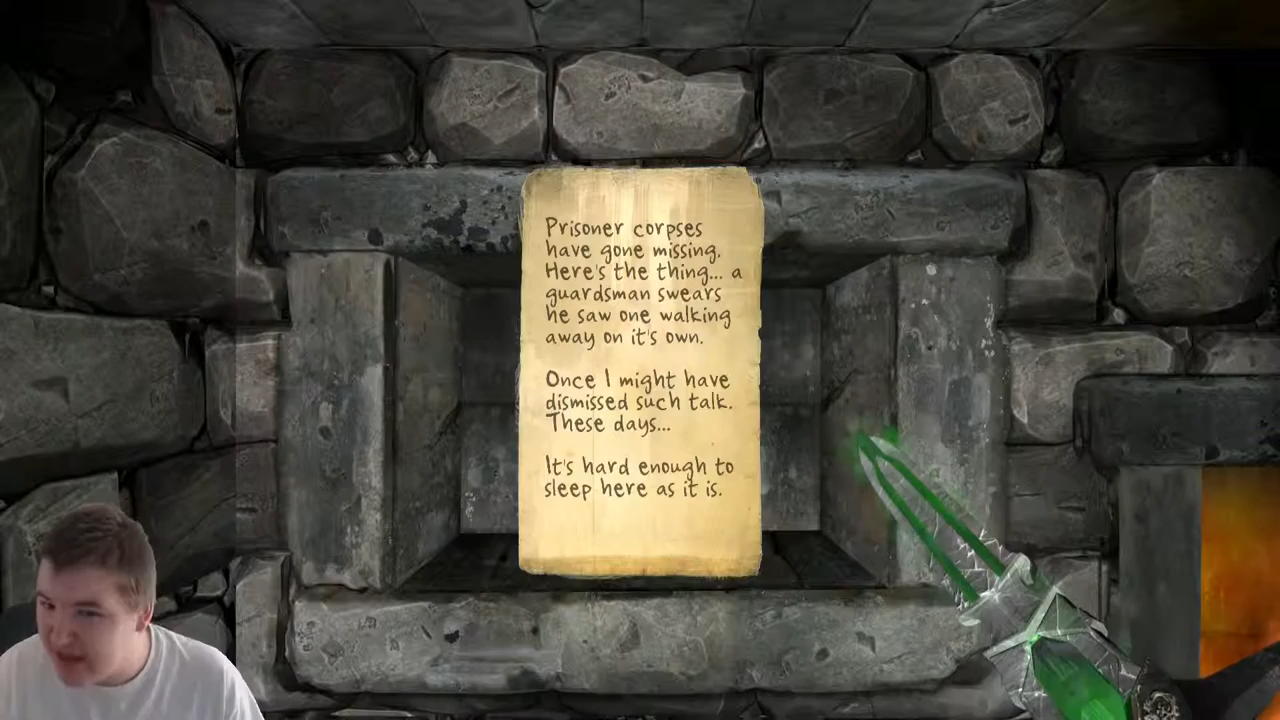 Prisoner corpses
have gone missing.
Here's the thing... a
guardsman swears
he saw one walking
away on it's own.
Once I might have
dismissed such talk.
These days...
It's hard enough to
sleep here as it is.